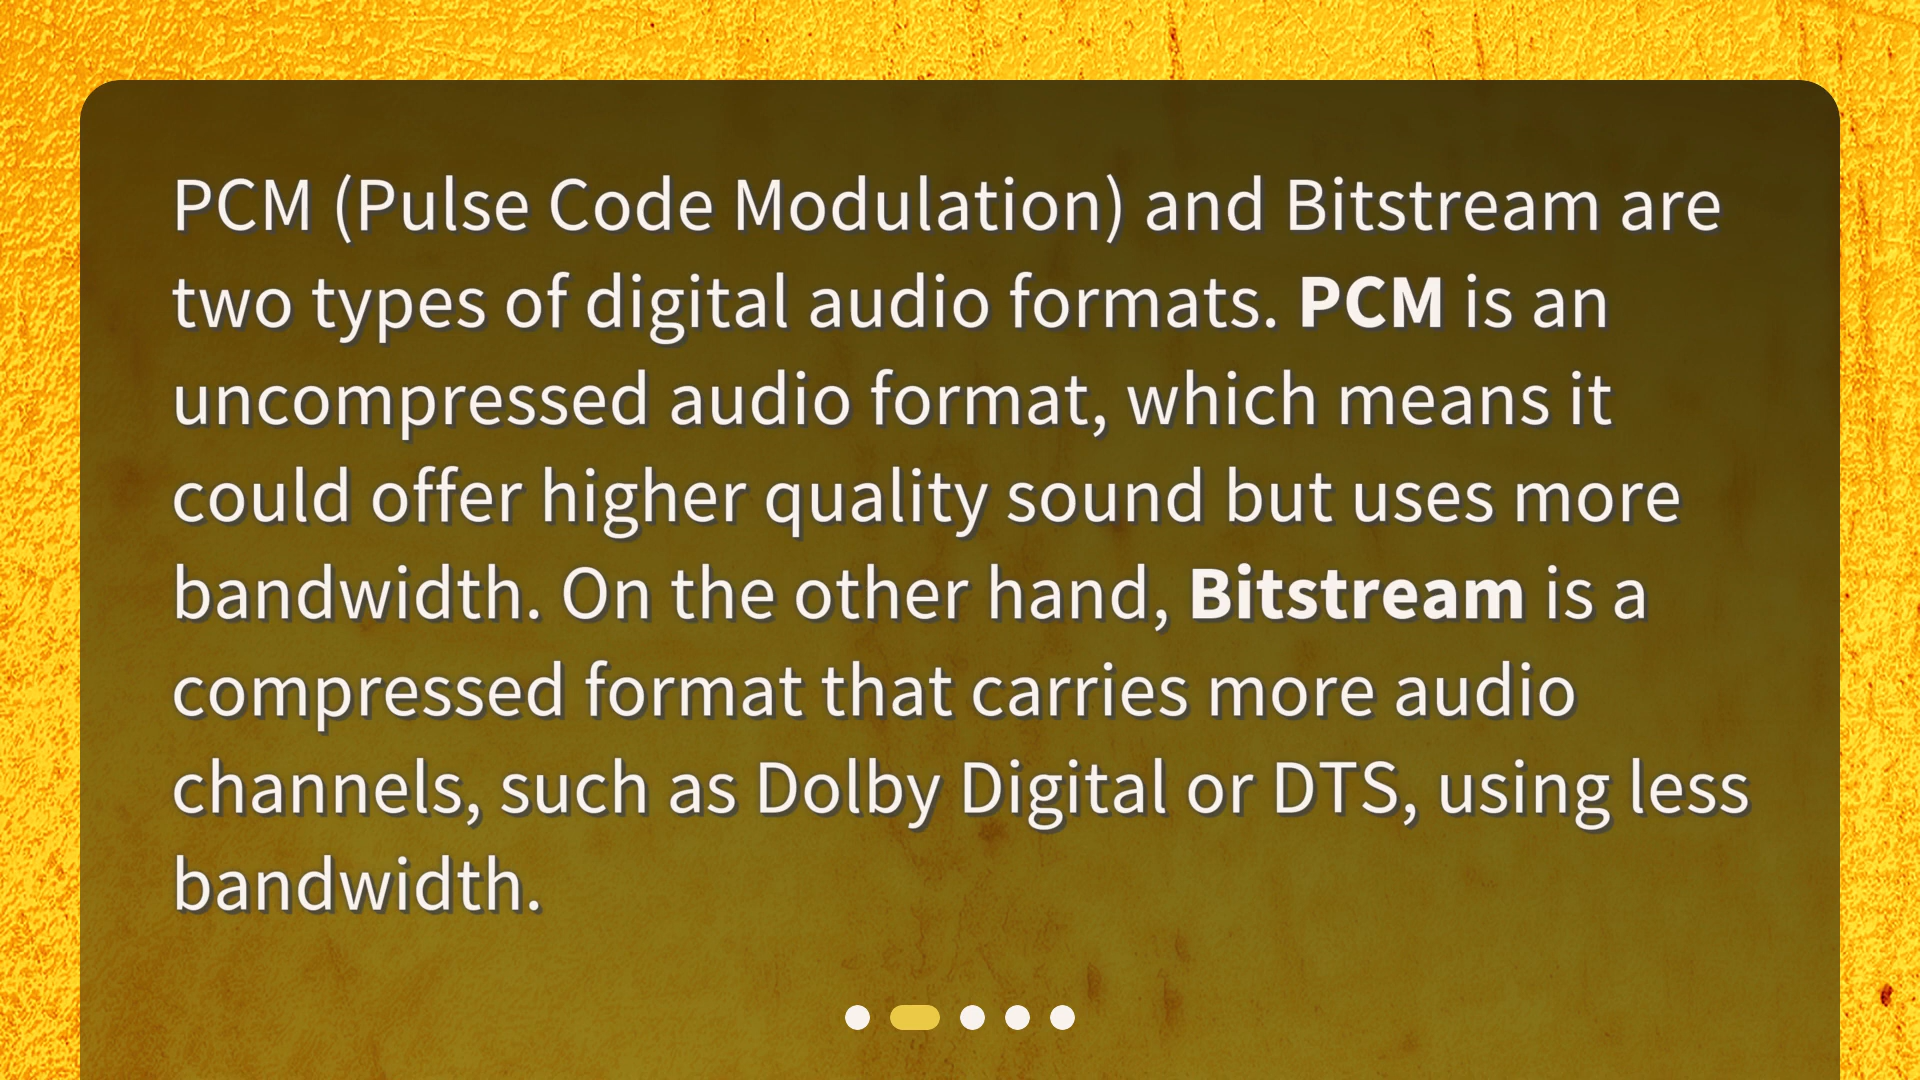 PCM (Pulse Code Modulation) and Bitstream are
two types of digital audio formats. PCM is an
uncompressed audio format, which means it
could offer higher quality sound but uses more
bandwidth. On the other hand, Bitstream is a
compressed format that carries more audio
channels, such as Dolby Digital or DTS, using less
bandwidth.